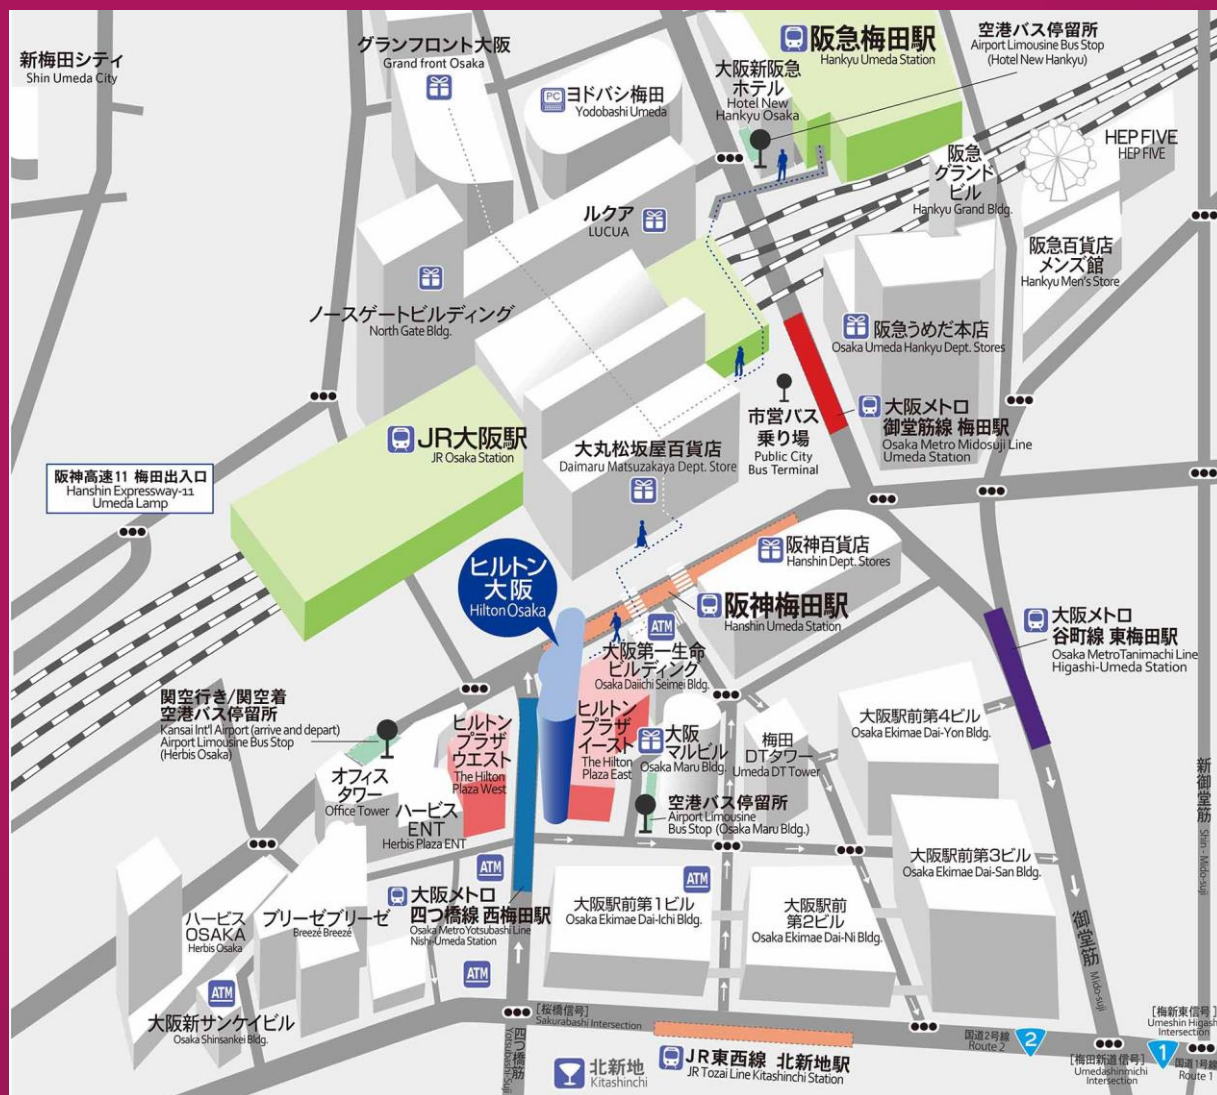 新梅田シティ
Shin Umeda City
グランフロント大阪
Grand front Osaka
PC
ヨドバシ梅田
Yodobashi Umeda
大阪新阪急
ホテル
Hotel New
Hankyu Osaka
阪急梅田駅
Hankyu Umeda Station
空港バス停留所
Airport Limousine Bus Stop
(Hotel New Hankyu)
HEP FIVE
HEP FIVE
阪急
グランド
ビル
Hankyu Grand Bldg.
ルクア
LUCUA
阪急百貨店
メンズ館
Hankyu Men's Store
ノースゲートビルディング
North Gate Bldg.
阪急うめだ本店
Osaka Umeda Hankyu Dept. Stores
市営バス
乗り場
Public City
Bus Terminal
大阪メトロ
御堂筋線 梅田駅
Osaka Metro Midosuji Line
Umeda Station
JR大阪駅
JR Osaka Station
大丸松坂屋百貨店
Daimaru Matsuzakaya Dept. Store
阪神高速11 梅田出入口
Hanshin Expressway-11
Umeda Lamp
ヒルトン
大阪
Hilton Osaka
阪神百貨店
Hanshin Dept. Stores
阪神梅田駅
Hanshin Umeda Station
ATM
大阪第一生命
ビルディング
Osaka Daiichi Seimei Bldg.
大阪メトロ
谷町線 東梅田駅
Osaka MetroTanimachi Line
Higashi-Umeda Station
関空行き/関空着
空港バス停留所
Kansai Int'l Airport (arrive and depart)
Airport Limousine Bus Stop
(Herbis Osaka)
ヒルトン
プラザ
ウエスト
The Hilton
Plaza West
ヒルトン
プラザ
イースト
The Hilton
Plaza East
大阪
マルビル
Osaka Maru Bldg.
梅田
DTタワー
Umeda DT Tower
大阪駅前第4ビル
Osaka Ekimae Dai-Yon Bldg.
オフィス
タワー
Office Tower
ハービス
ENT
Herbis Plaza ENT
空港バス停留所
Airport Limousine
Bus Stop (Osaka Maru Bldg.)
新御堂筋
Shin - Mido-suji
大阪駅前第3ビル
Osaka Ekimae Dai-San Bldg.
ATM
ATM
大阪メトロ
四つ橋線 西梅田駅
Osaka Metro Yotsubashi Line
Nishi-Umeda Station
大阪駅前第1ビル
Osaka Ekimae Dai-Ichi Bldg.
大阪駅前
第2ビル
Osaka Ekimae Dai-Ni Bldg.
ハービス
OSAKA
Herbis Osaka
ブリーゼブリーゼ
Breezé Breezé
御堂筋
Mido-suji
ATM
ATM
大阪新サンケイビル
Osaka Shinsankei Bldg.
[桜橋信号]
Sakurabashi Intersection
四つ橋筋
Yotsubashi-Suji
北新地
Kitashinchi
JR東西線 北新地駅
JR Tozai Line Kitashinchi Station
国道2号線
Route 2
2
[梅田新道信号]
Umedashinmichi
Intersection
[梅新東信号]
Umeshin Higashi
Intersection
1
国道1号線
Route 1